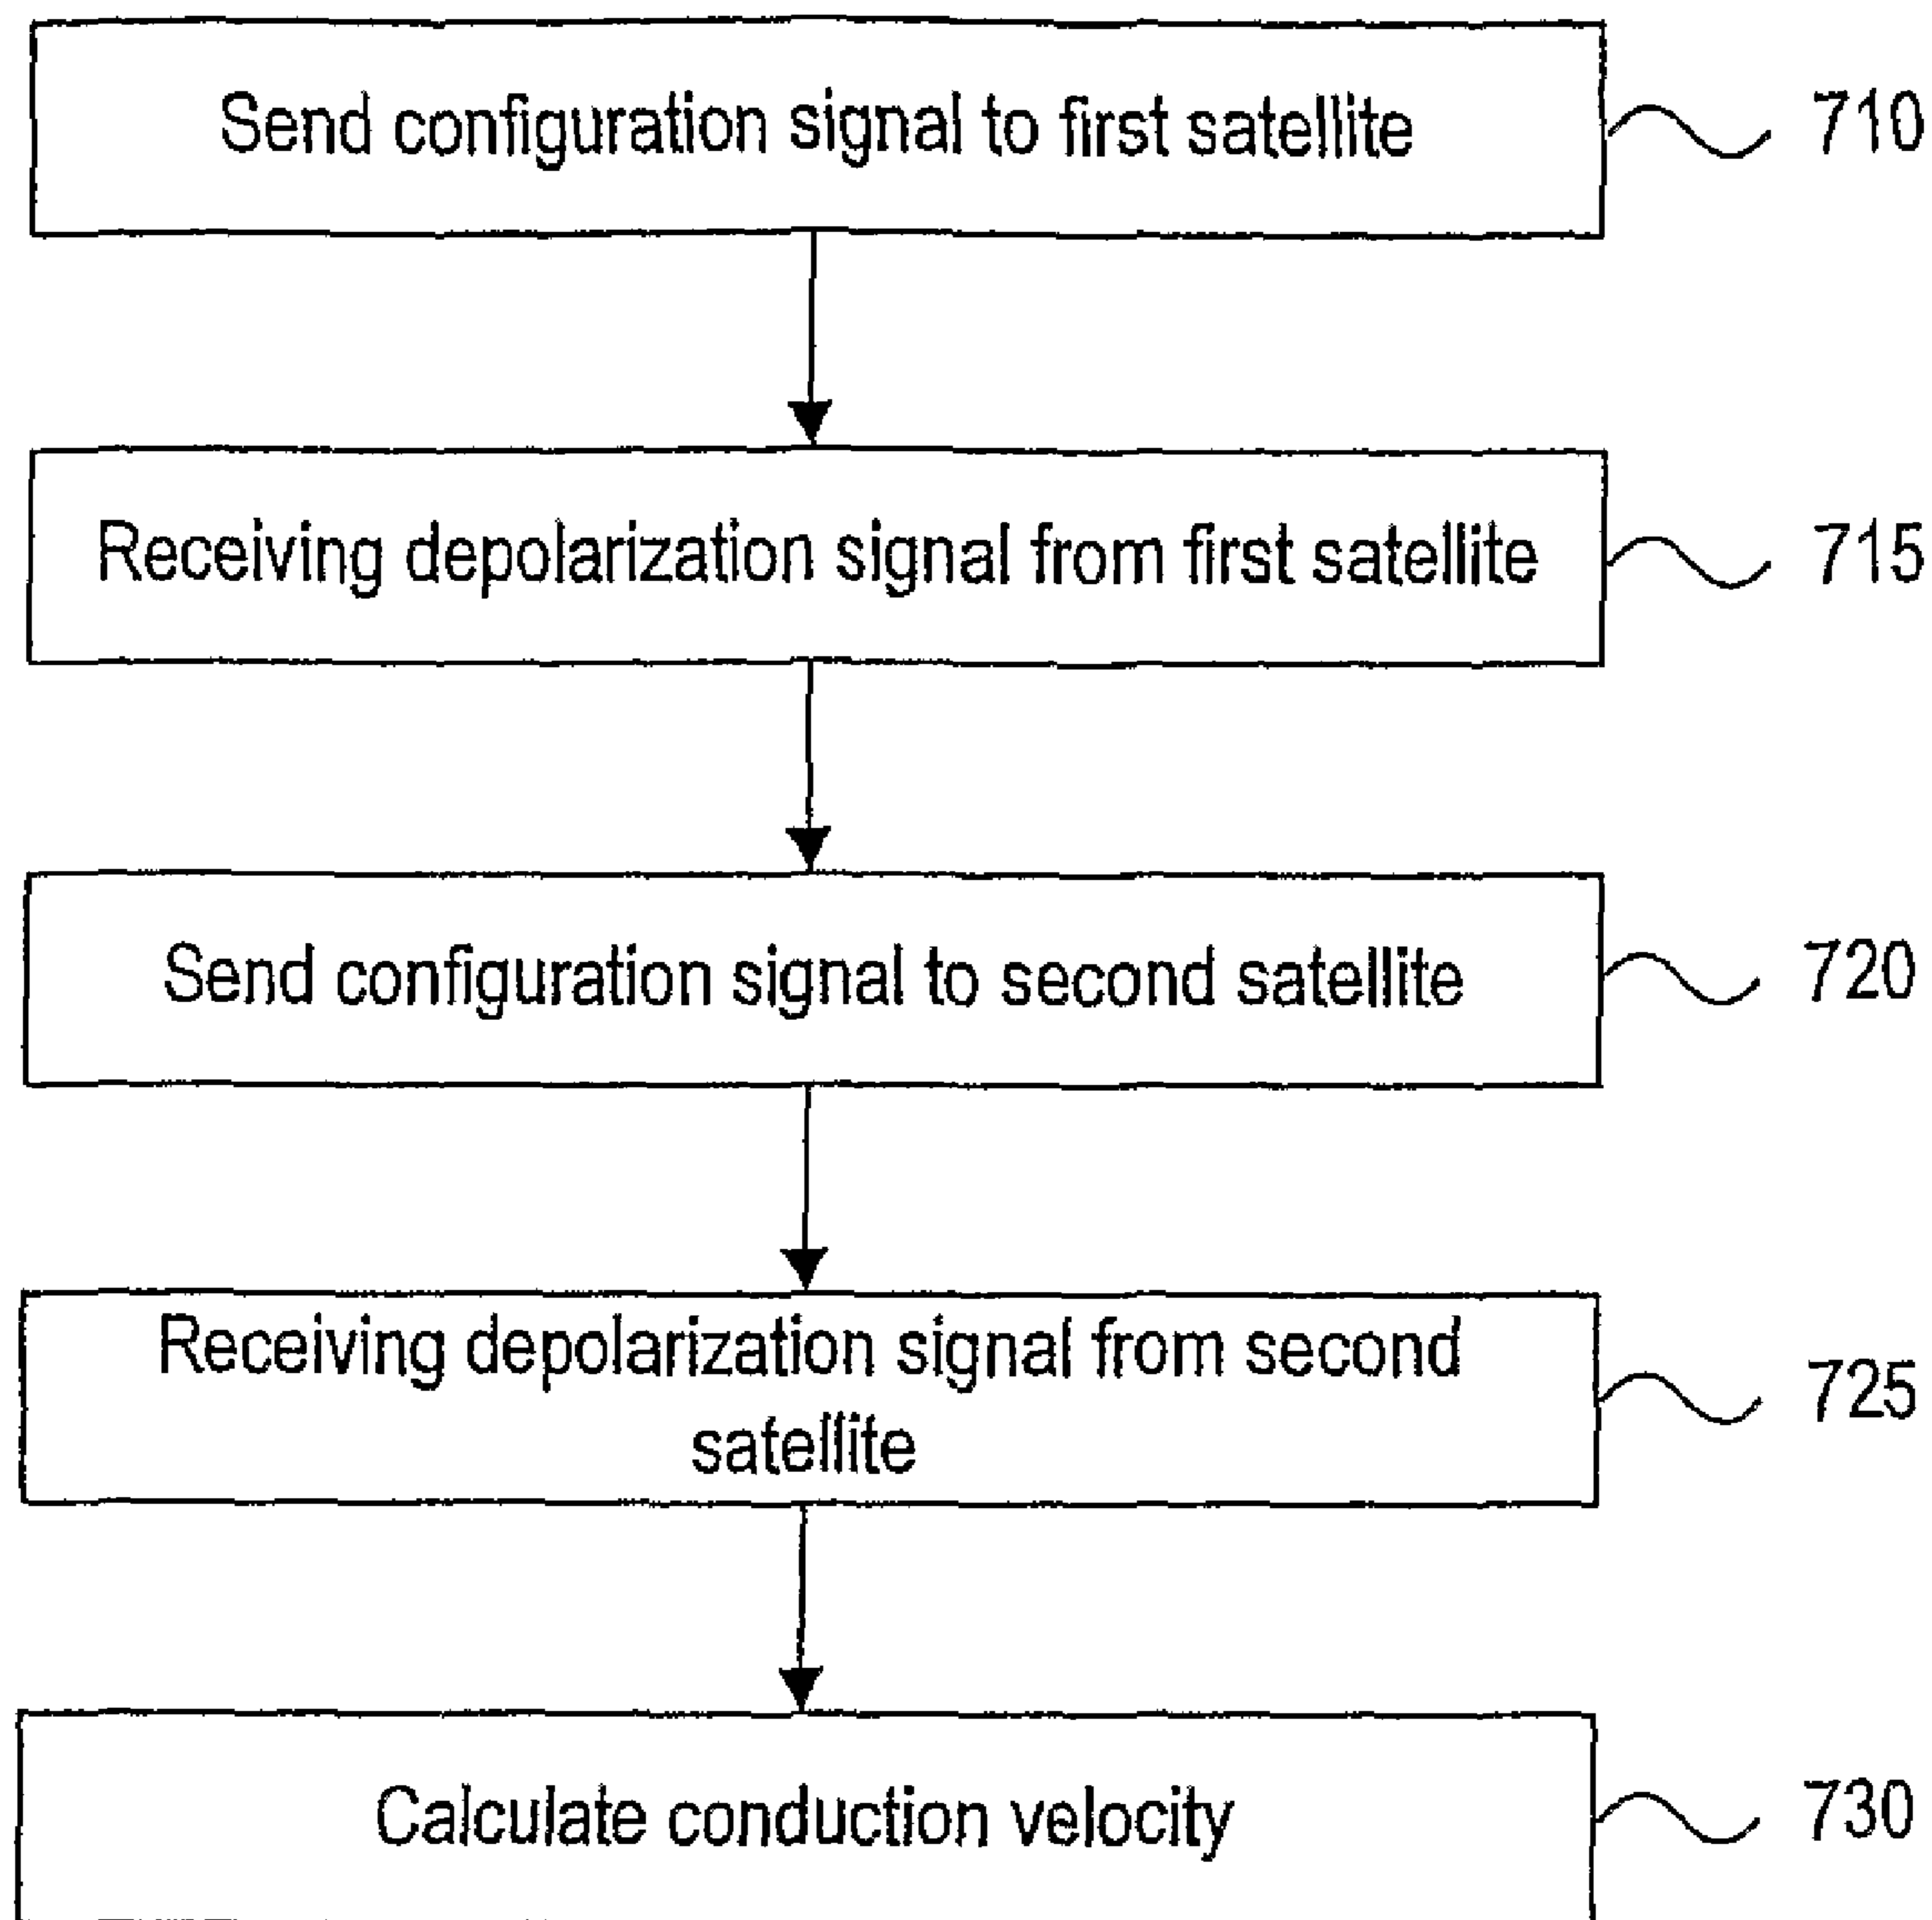 Send configuration signal to first satellite
710
Receiving depolarization signal from first satellite
715
Send configuration signal to second satellite
720
Receiving depolarization signal from second
satellite
725
Calculate conduction velocity
730